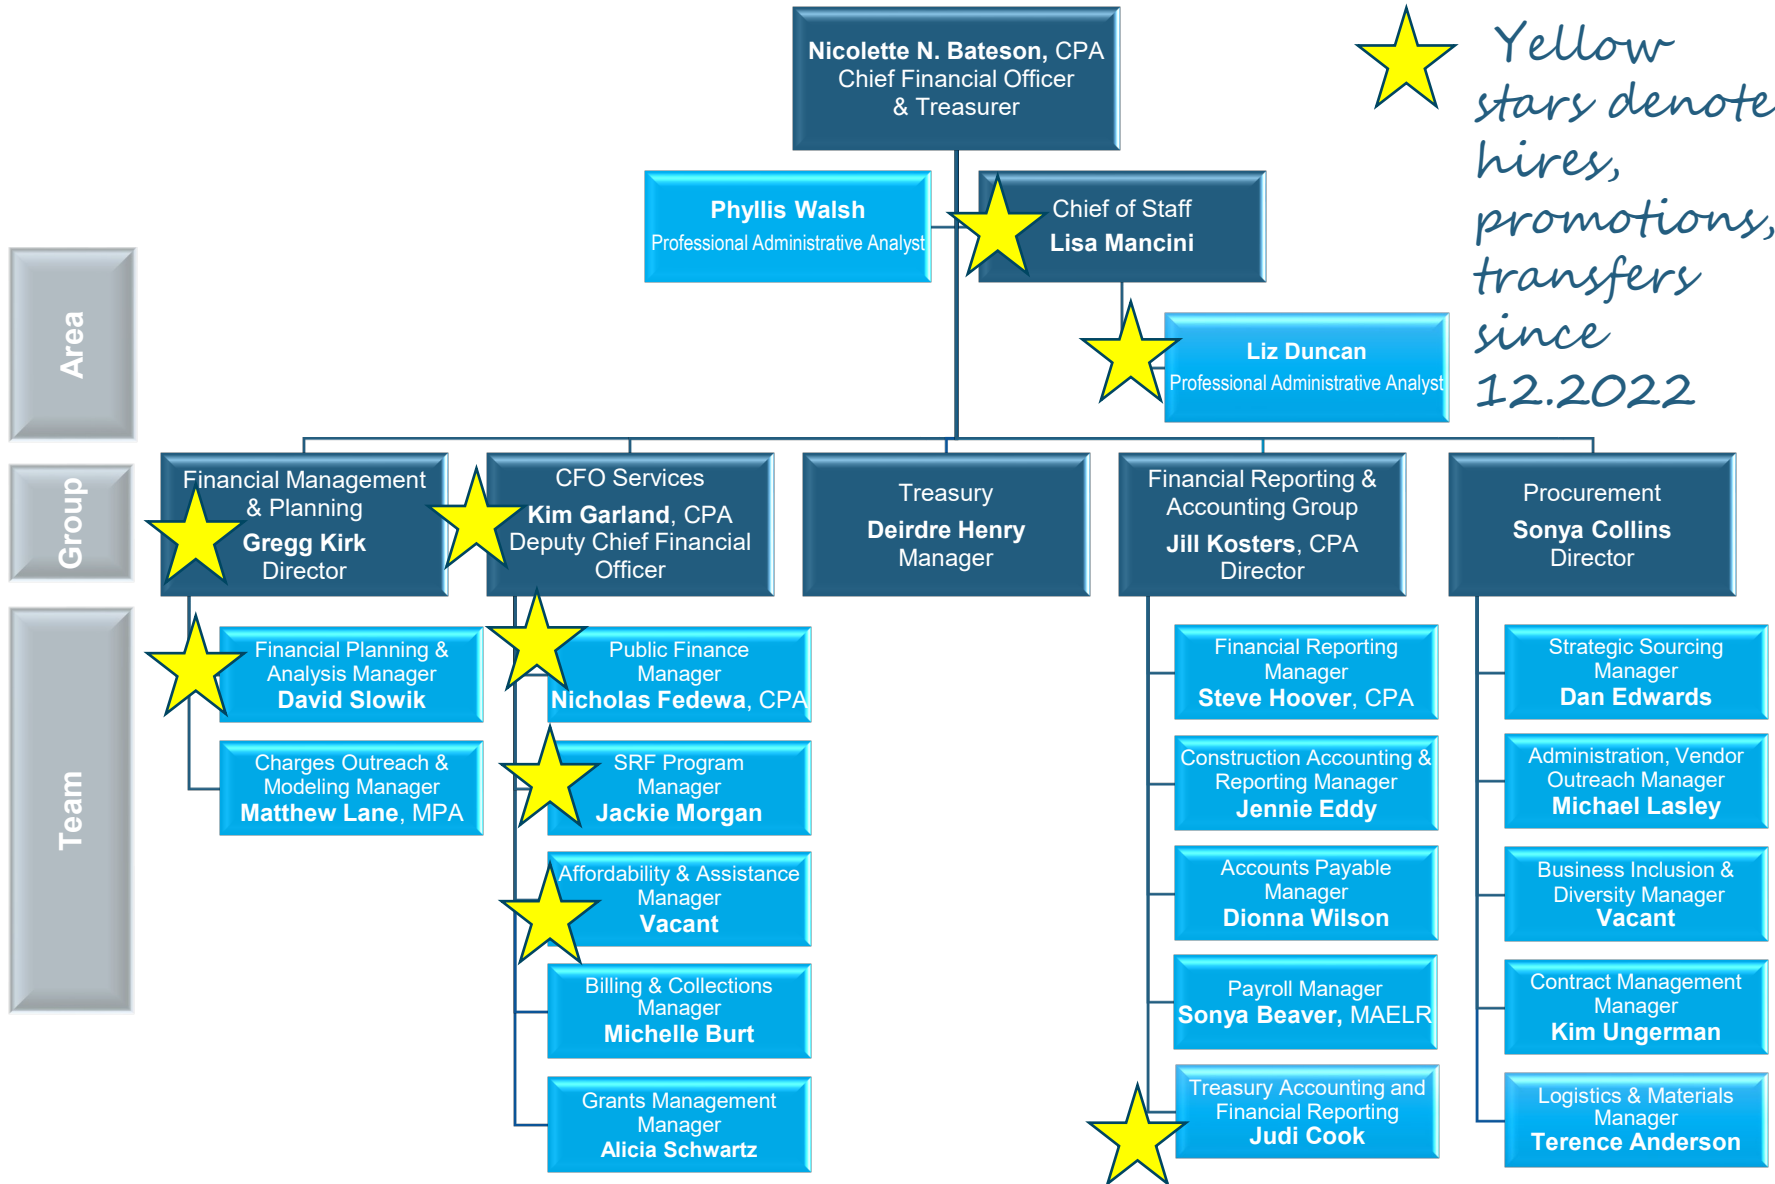 Nicolette N. Bateson, CPA
Chief Financial Officer
& Treasurer
Yellow
stars denote
hires,
promotions,
transfers
since
12.2022
Phyllis Walsh
Professional Administrative Analyst
Chief of Staff
Lisa Mancini
Liz Duncan
Professional Administrative Analyst
Area
Group
Team
Financial Management
& Planning
Gregg Kirk
Director
CFO Services
Kim Garland, CPA
Deputy Chief Financial
Officer
Treasury
Deirdre Henry
Manager
Financial Reporting &
Accounting Group
Jill Kosters, CPA
Director
Procurement
Sonya Collins
Director
Financial Planning &
Analysis Manager
David Slowik
Charges Outreach &
Modeling Manager
Matthew Lane, MPA
Public Finance
Manager
Nicholas Fedewa, CPA
SRF Program
Manager
Jackie Morgan
Affordability & Assistance
Manager
Vacant
Billing & Collections
Manager
Michelle Burt
Grants Management
Manager
Alicia Schwartz
Financial Reporting
Manager
Steve Hoover, CPA
Construction Accounting &
Reporting Manager
Jennie Eddy
Accounts Payable
Manager
Dionna Wilson
Payroll Manager
Sonya Beaver, MAELR
Treasury Accounting and
Financial Reporting
Judi Cook
Strategic Sourcing
Manager
Dan Edwards
Administration, Vendor
Outreach Manager
Michael Lasley
Business Inclusion &
Diversity Manager
Vacant
Contract Management
Manager
Kim Ungerman
Logistics & Materials
Manager
Terence Anderson